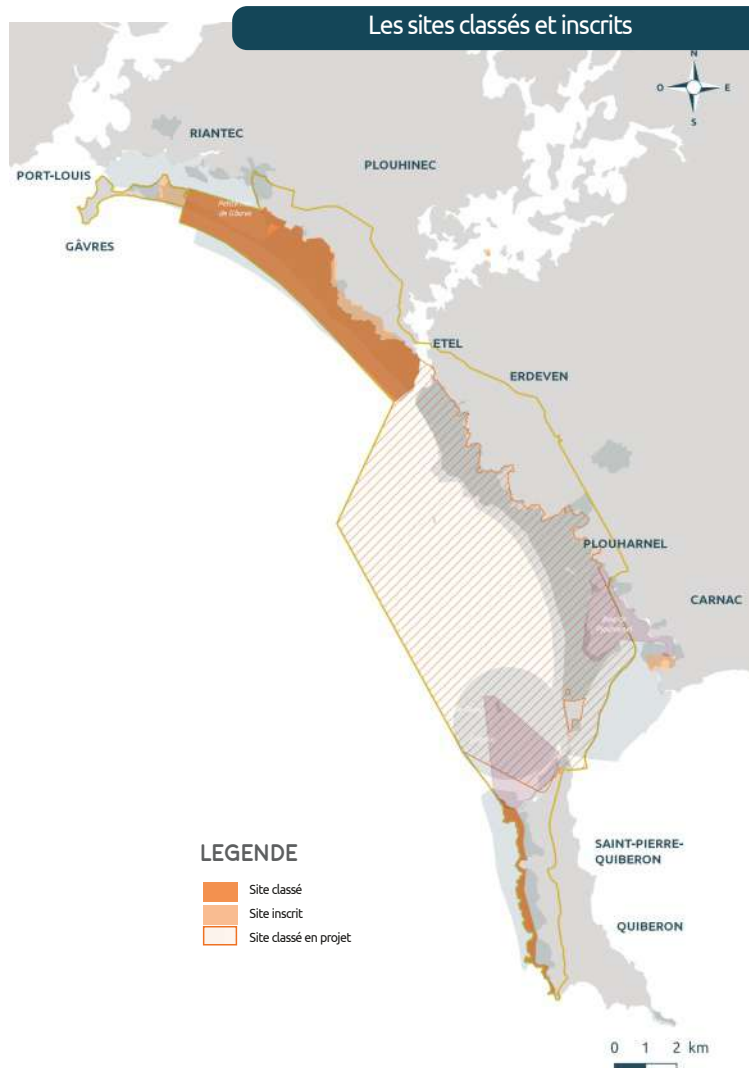 Les sites classés et inscrits
N
O
E
S
RIANTEC
PLOUHINEC
PORT-LOUIS
GÂVRES
ETEL
ERDEVEN
PLOUHARNEL
CARNAC
SAINT-PIERRE-
QUIBERON
QUIBERON
LEGENDE
Site classé
Site inscrit
Site classé en projet
0 1 2 km